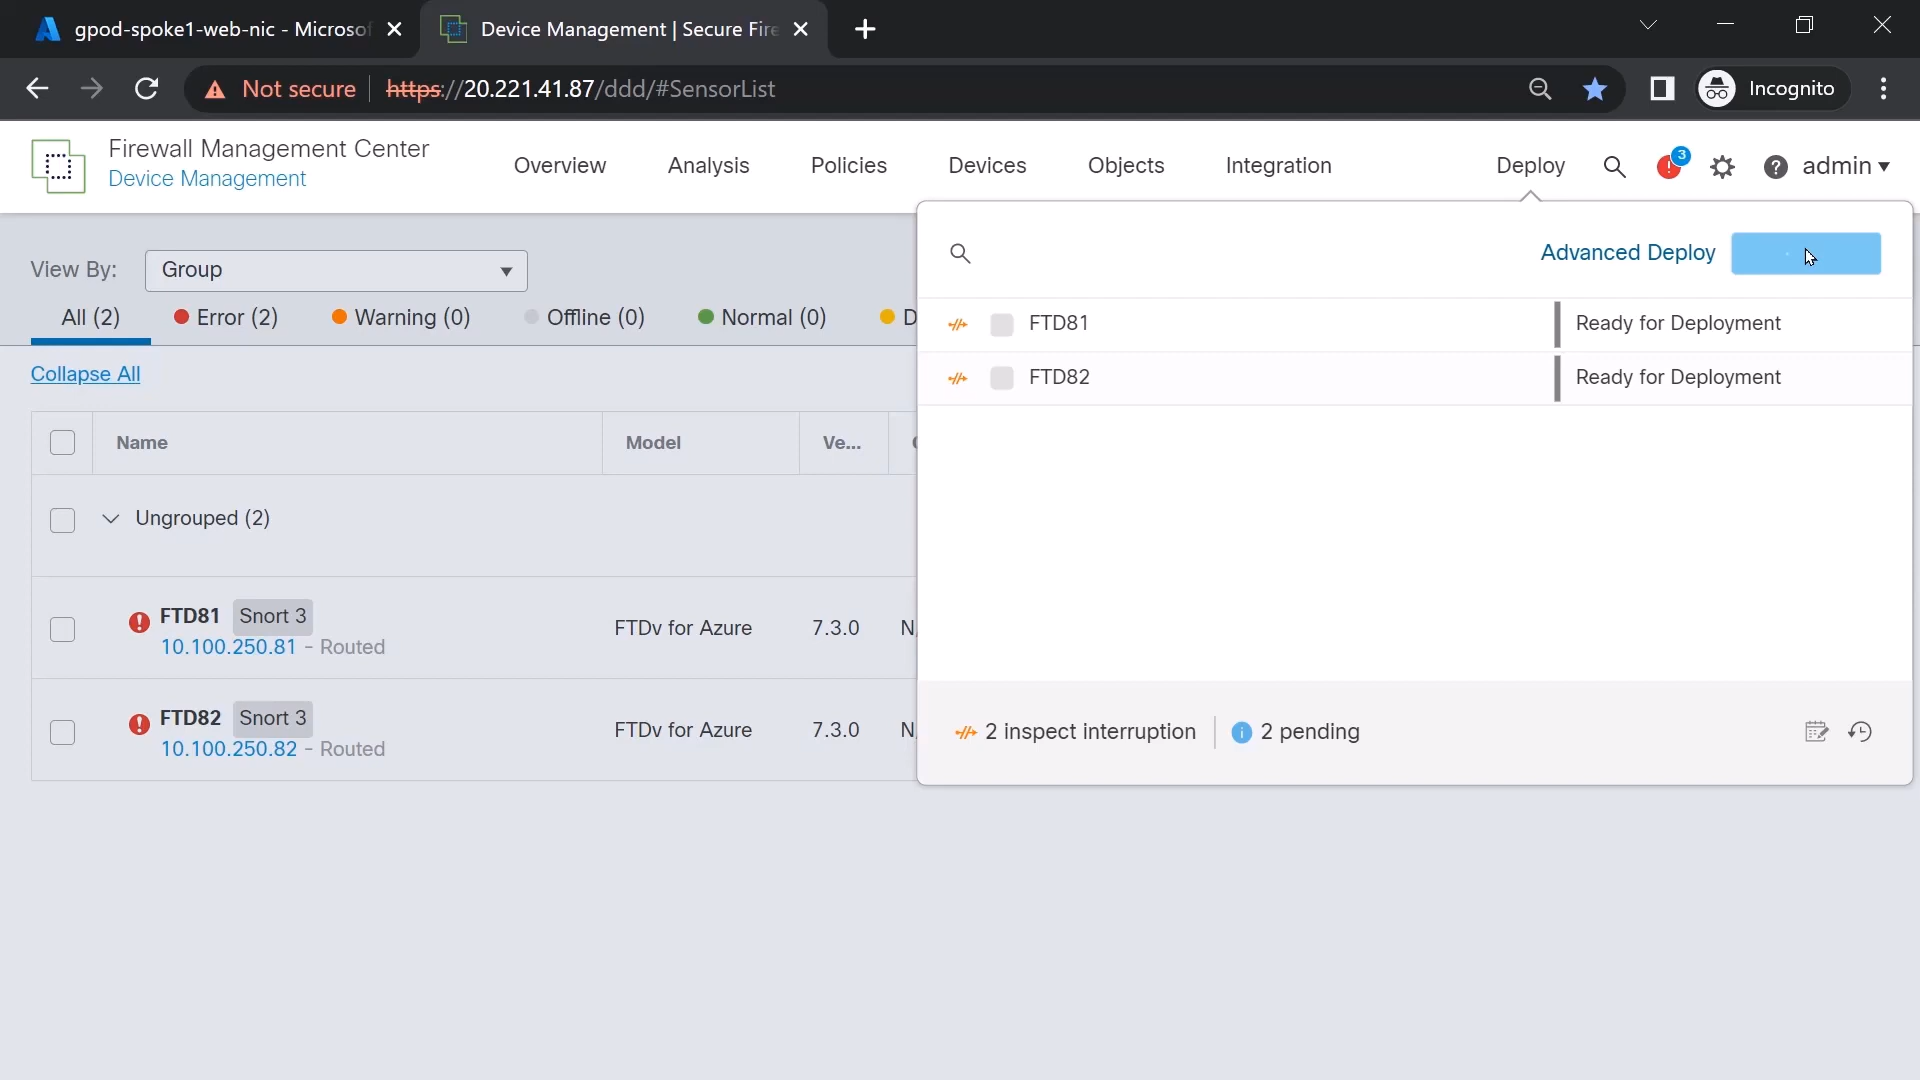 gpod-spoke1-web-nic - Microsof
Device Management | Secure Fire
Not secure
https://20.221.41.87/ddd/#SensorList
Incognito
Firewall Management Center
Device Management
Overview
Analysis
Policies
Devices
Objects
Integration
Deploy
3
admin
View By:
Group
Advanced Deploy
All (2)
Error (2)
Warning (0)
Offline (0)
Normal (0)
D
FTD81
Ready for Deployment
FTD82
Ready for Deployment
Collapse All
Name
Model
Ve...
Ungrouped (2)
FTD81 Snort 3
10.100.250.81 - Routed
FTDv for Azure
7.3.0
N/
FTD82 Snort 3
10.100.250.82 - Routed
FTDv for Azure
7.3.0
N/
2 inspect interruption
2 pending